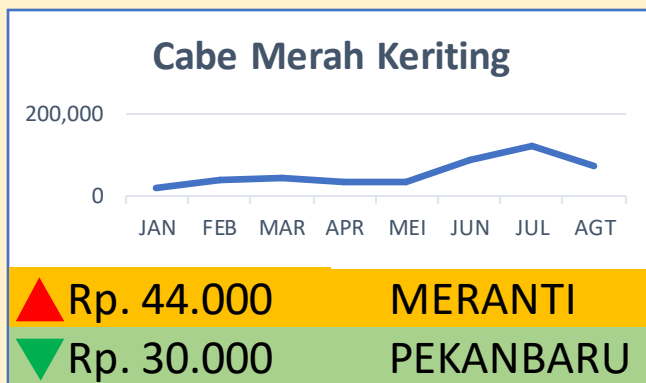 Cabe Merah Keriting
200,000
0
JAN FEB MAR APR MEI JUN JUL AGT
Rp. 44.000 MERANTI
Rp. 30.000 PEKANBARU